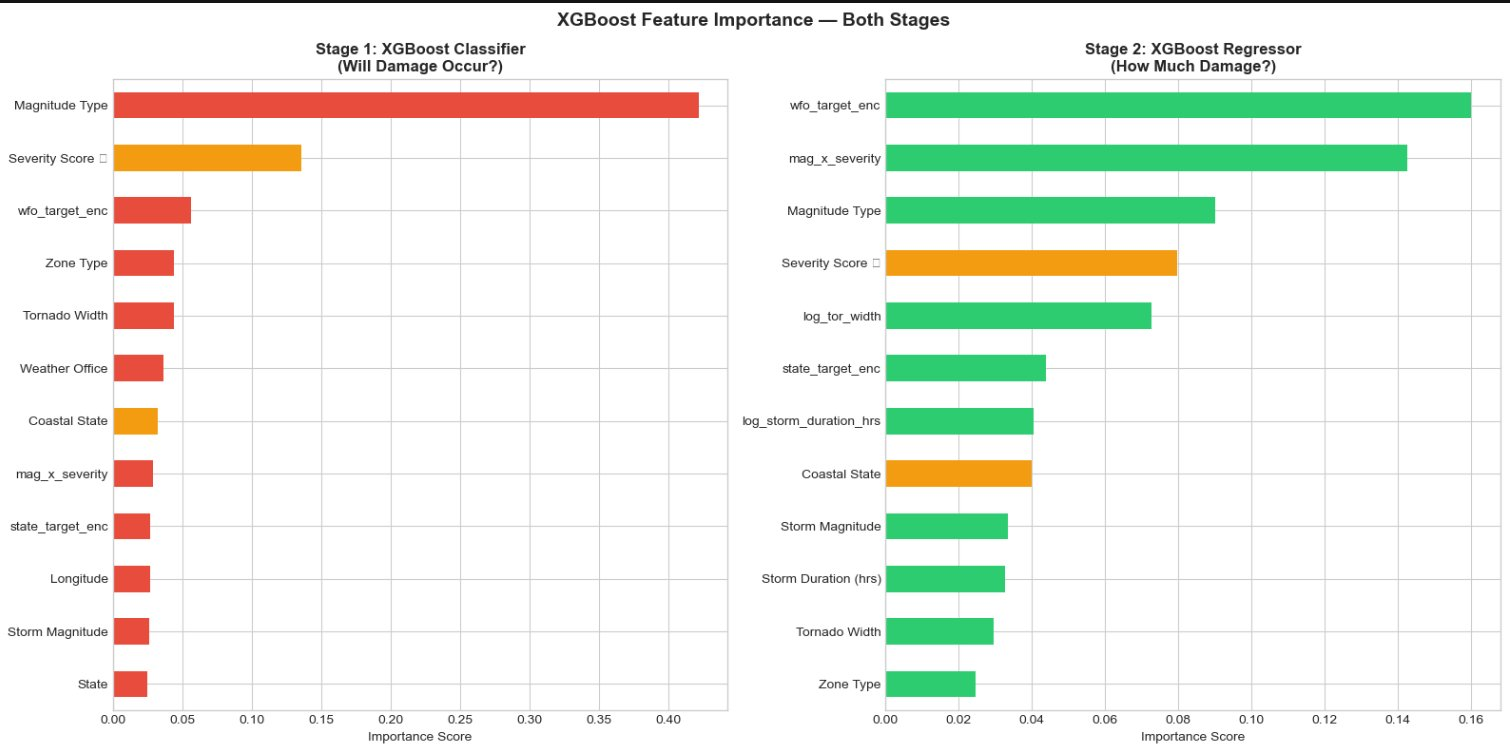 XGBoost Feature Importance — Both Stages
Stage 1: XGBoost Classifier
(Will Damage Occur?)
Magnitude Type
Severity Score
wfo_target_enc
Zone Type
Tornado Width
Weather Office
Coastal State
mag_x_severity
state_target_enc
Longitude
Storm Magnitude
State
0.00 0.05 0.10 0.15 0.20 0.25 0.30 0.35 0.40
Importance Score
Stage 2: XGBoost Regressor
(How Much Damage?)
wfo_target_enc
mag_x_severity
Magnitude Type
Severity Score
log_tor_width
state_target_enc
log_storm_duration_hrs
Coastal State
Storm Magnitude
Storm Duration (hrs)
Tornado Width
Zone Type
0.00 0.02 0.04 0.06 0.08 0.10 0.12 0.14 0.16
Importance Score